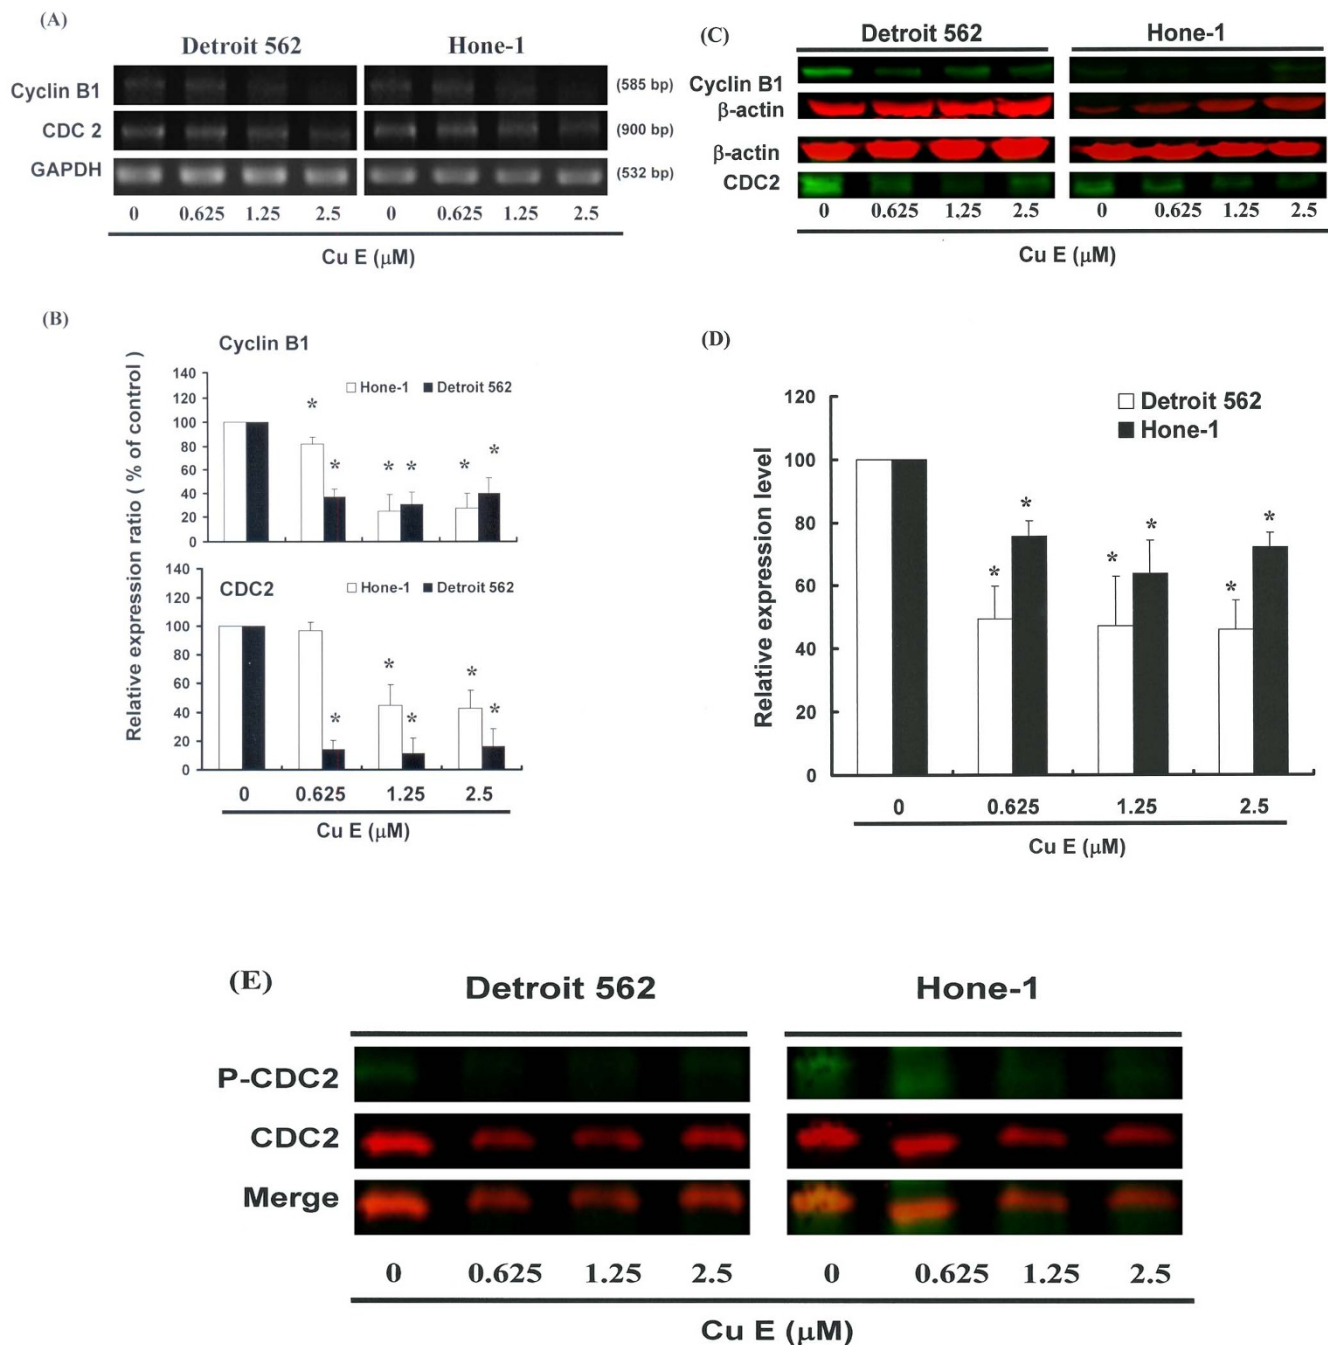 (A)
Detroit 562 Hone-1
Cyclin B1 (585 bp)
CDC 2 (900 bp)
GAPDH (532 bp)
0 0.625 1.25 2.5 0 0.625 1.25 2.5
Cu E (μM)
(B)
Relative expression ratio ( % of control )
Cyclin B1
Hone-1 Detroit 562
140
120
100
80
60
40
20
0
* * * * * *
CDC2
Hone-1 Detroit 562
140
120
100
80
60
40
20
0
* * * * *
0 0.625 1.25 2.5
Cu E (μM)
(C)
Detroit 562 Hone-1
Cyclin B1
β-actin
β-actin
CDC2
0 0.625 1.25 2.5 0 0.625 1.25 2.5
Cu E (μM)
(D)
Relative expression level
Detroit 562
Hone-1
120
100
80
60
40
20
0
* * * * * *
0 0.625 1.25 2.5
Cu E (μM)
(E)
Detroit 562 Hone-1
P-CDC2
CDC2
Merge
0 0.625 1.25 2.5 0 0.625 1.25 2.5
Cu E (μM)